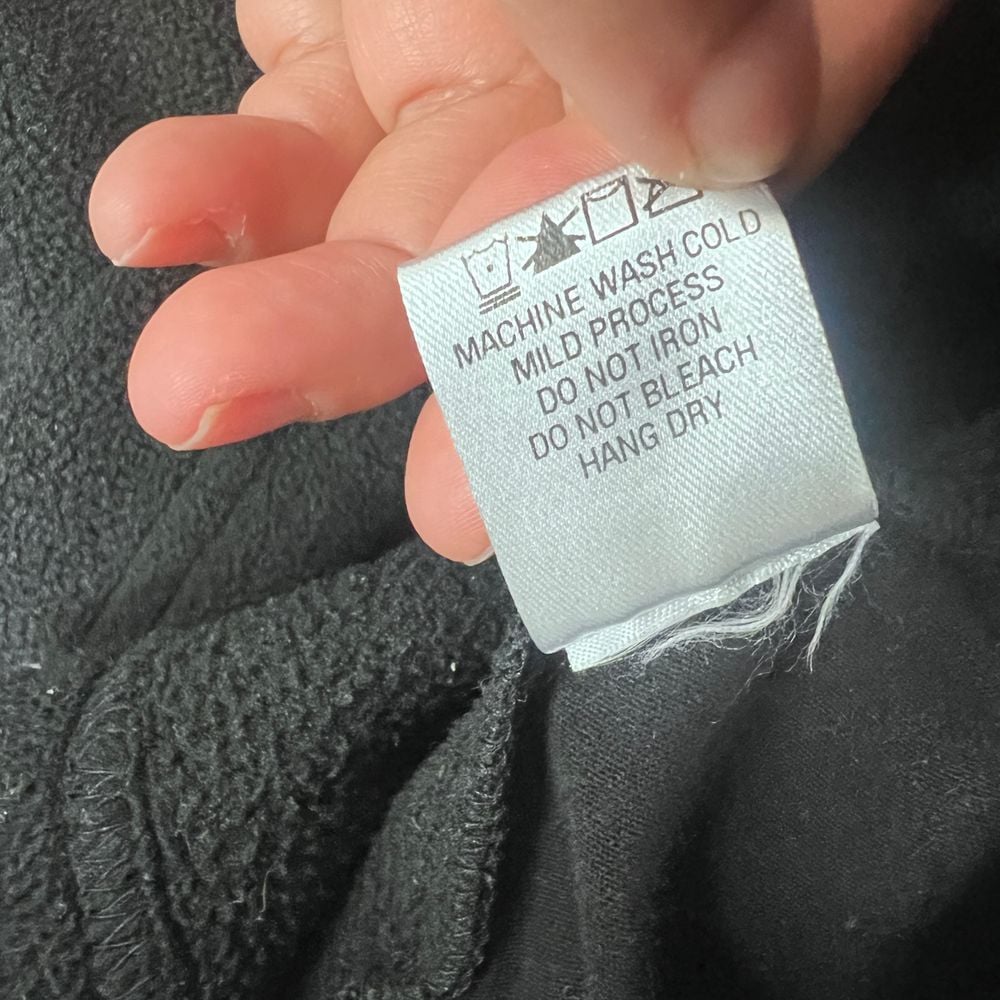 MACHINE WASH COLD
MILD PROCESS
DO NOT IRON
DO NOT BLEACH
HANG DRY